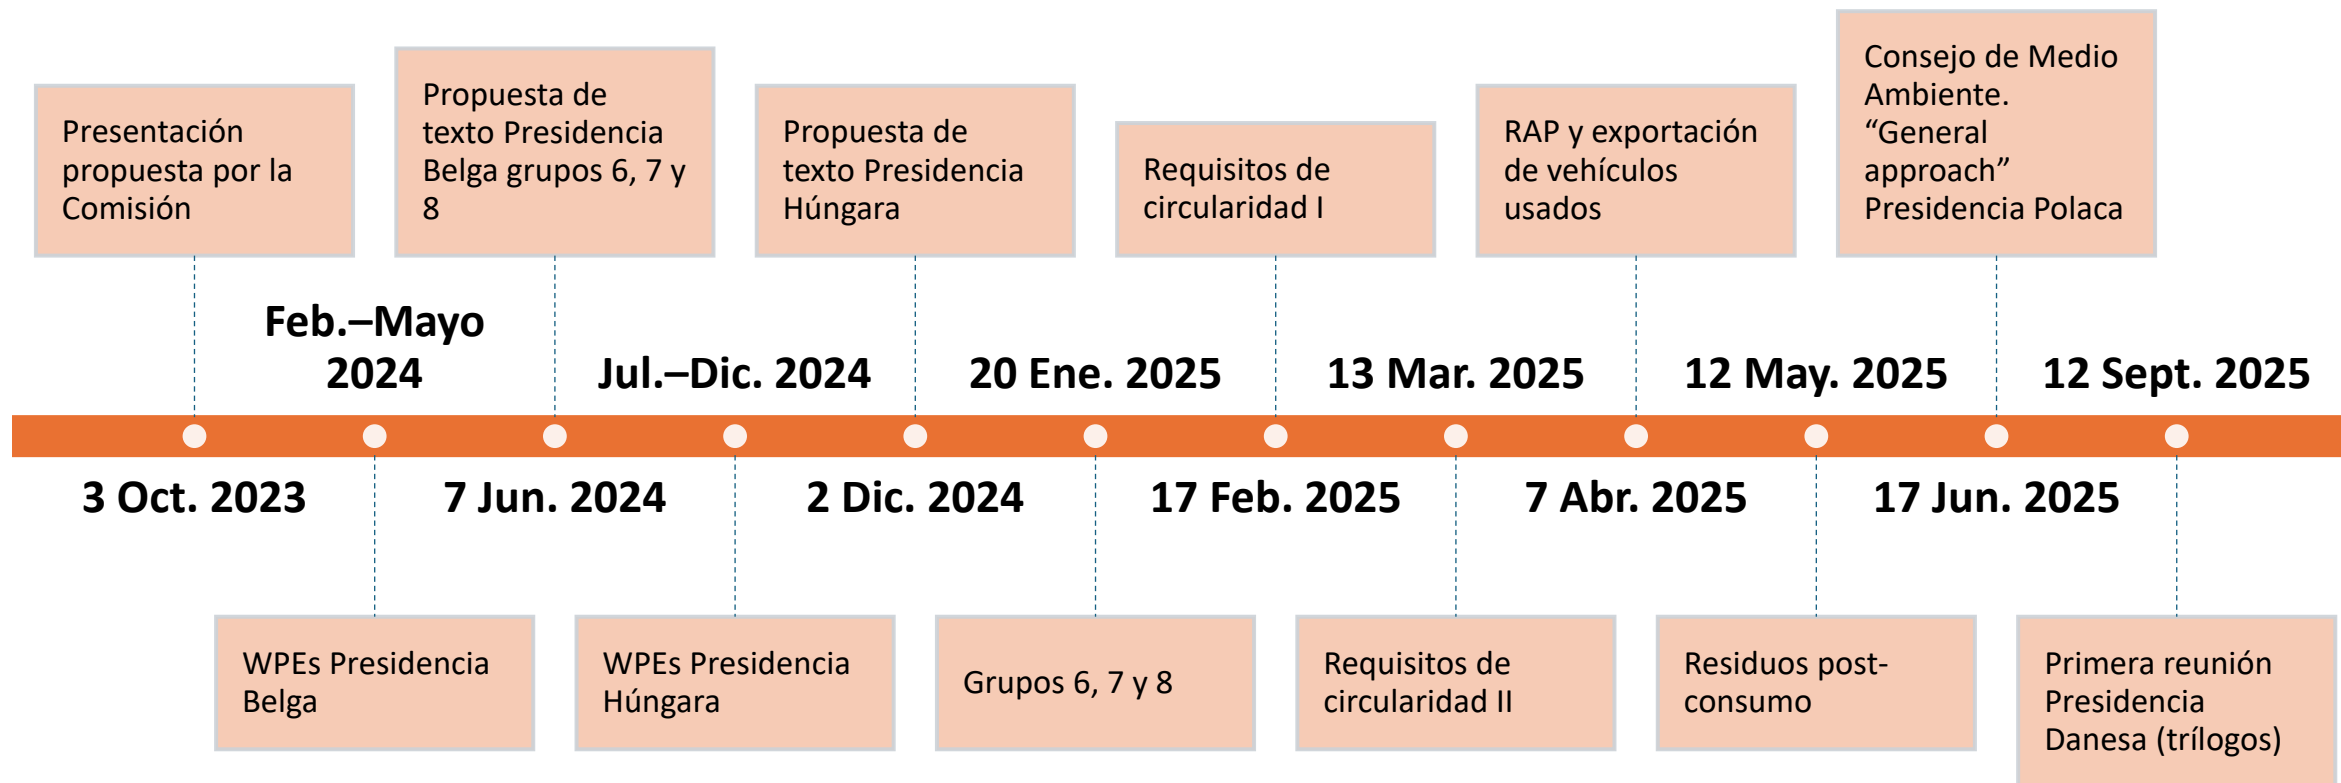 Presentación
propuesta por la
Comisión
3 Oct. 2023
Feb.–Mayo
2024
WPEs Presidencia
Belga
Propuesta de
texto Presidencia
Belga grupos 6, 7 y
8
7 Jun. 2024
Jul.–Dic. 2024
WPEs Presidencia
Húngara
Propuesta de
texto Presidencia
Húngara
2 Dic. 2024
20 Ene. 2025
Grupos 6, 7 y 8
Requisitos de
circularidad I
17 Feb. 2025
13 Mar. 2025
Requisitos de
circularidad II
RAP y exportación
de vehículos
usados
7 Abr. 2025
12 May. 2025
Residuos post-
consumo
Consejo de Medio
Ambiente.
“General
approach”
Presidencia Polaca
17 Jun. 2025
12 Sept. 2025
Primera reunión
Presidencia
Danesa (trílogos)